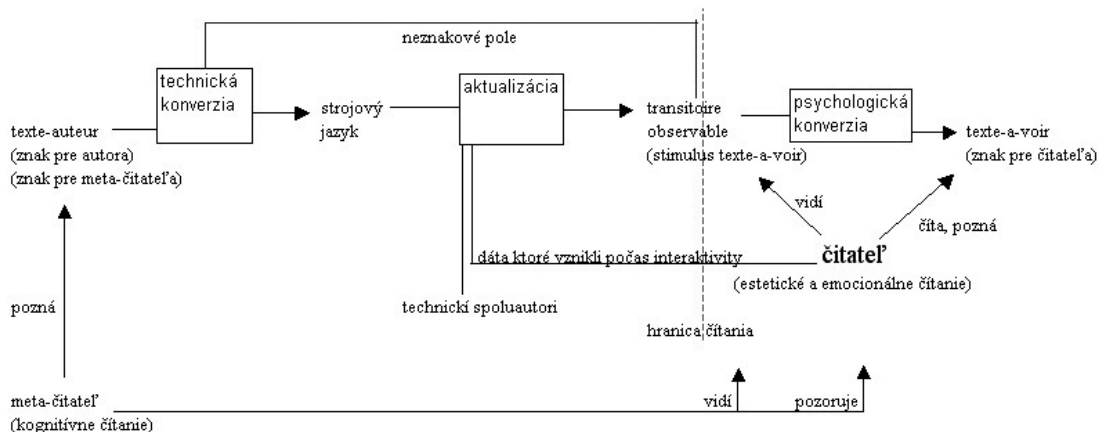 neznakové pole
technická
konverzia
aktualizácia
psychologická
konverzia
strojový
jazyk
transitoire
observable
(stimulus texte-a-voir)
texte-auteur
(znak pre autora)
(znak pre meta-čitateľa)
texte-a-voir
(znak pre čitateľa)
vidí
číta, pozná
čitateľ
(estetické a emocionálne čítanie)
dáta ktoré vznikli počas interaktivity
technickí spoluautori
pozná
hranica čítania
meta-čitateľ
(kognitívne čítanie)
vidí
pozoruje